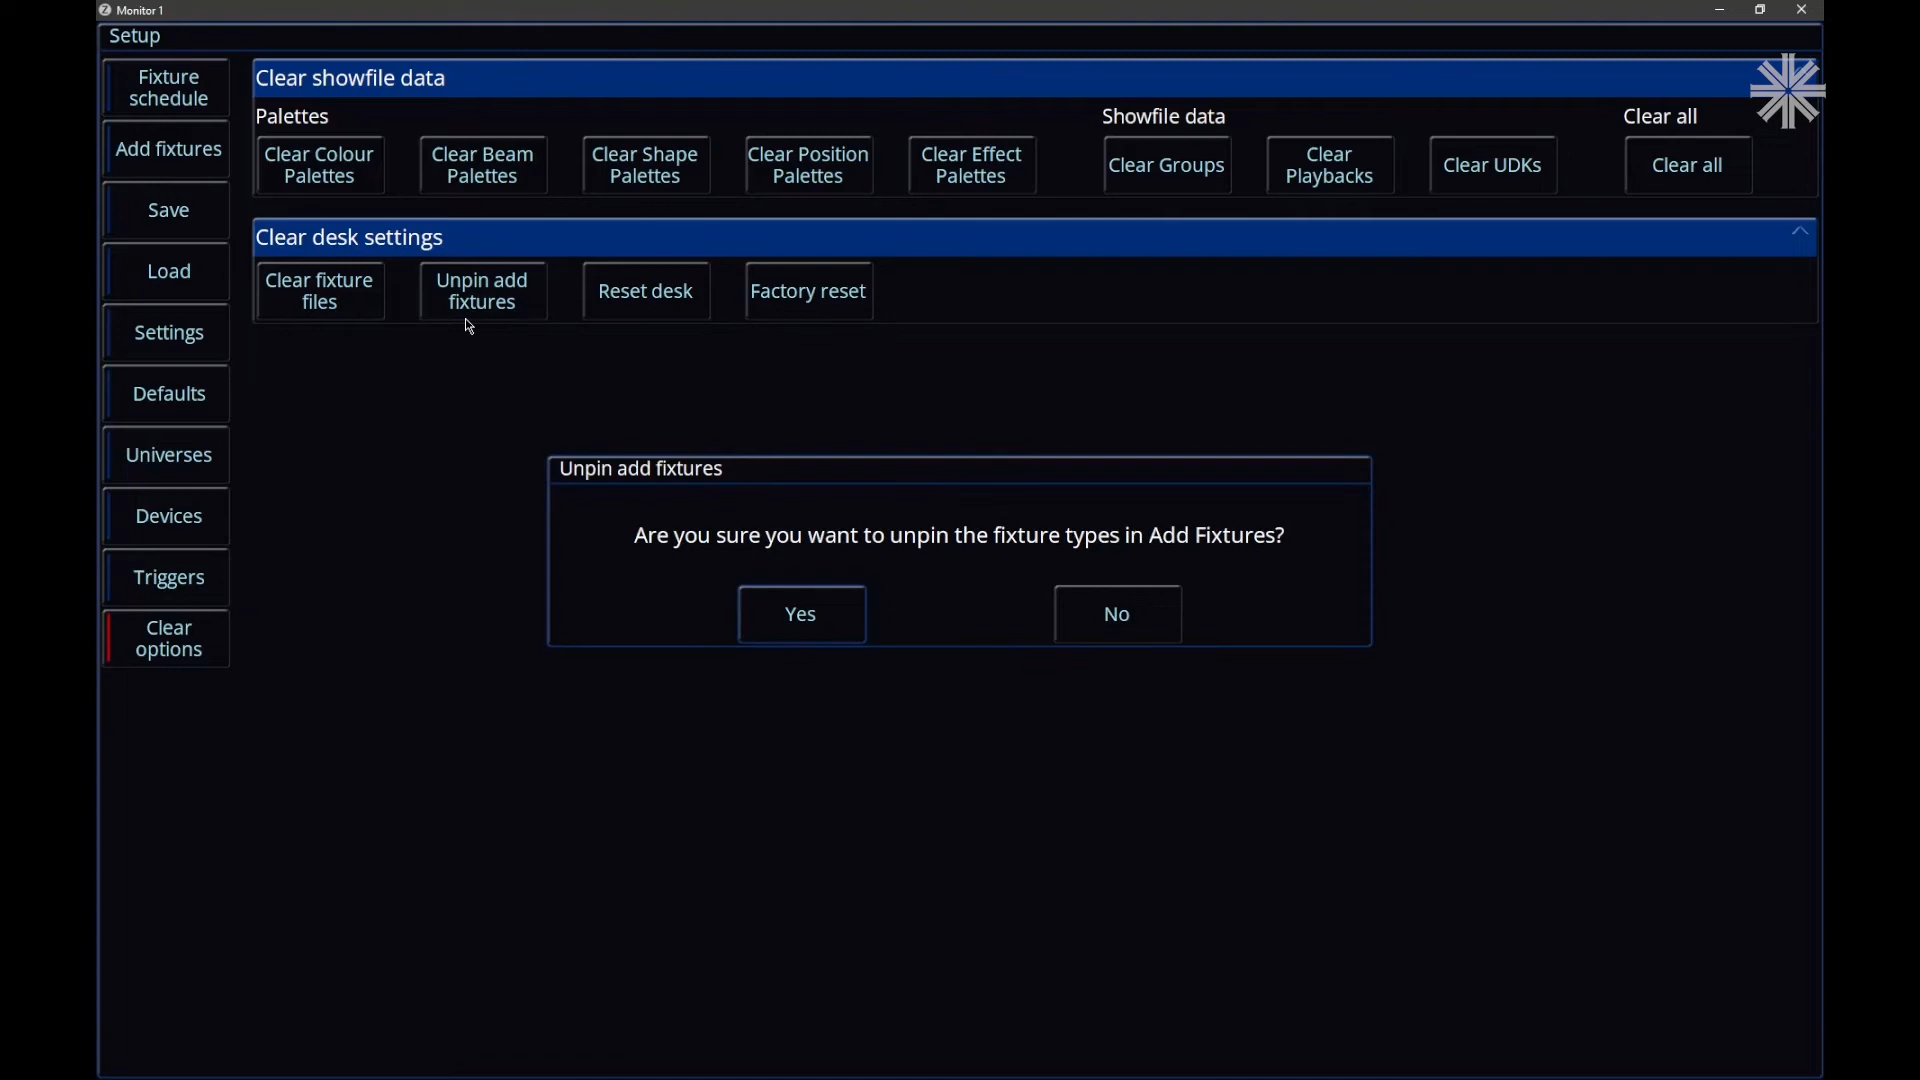 Monitor 1
Setup
Fixture
schedule
Add fixtures
Save
Load
Settings
Defaults
Universes
Devices
Triggers
Clear
options
Clear showfile data
Palettes
Showfile data
Clear all
Clear Colour
Palettes
Clear Beam
Palettes
Clear Shape
Palettes
Clear Position
Palettes
Clear Effect
Palettes
Clear Groups
Clear
Playbacks
Clear UDKs
Clear all
Clear desk settings
Clear fixture
files
Unpin add
fixtures
Reset desk
Factory reset
Unpin add fixtures
Are you sure you want to unpin the fixture types in Add Fixtures?
Yes
No